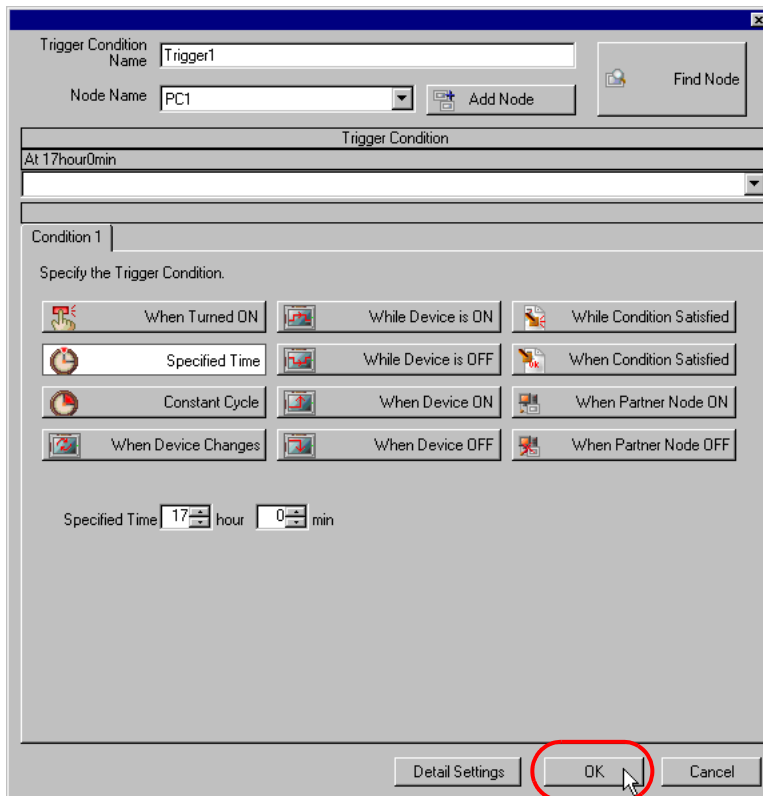 Trigger Condition
Name
Trigger1
Find Node
Node Name
PC1
Add Node
Trigger Condition
At 17hour0min
Condition 1
Specify the Trigger Condition.
When Turned ON
While Device is ON
While Condition Satisfied
Specified Time
While Device is OFF
When Condition Satisfied
Constant Cycle
When Device ON
When Partner Node ON
When Device Changes
When Device OFF
When Partner Node OFF
Specified Time 17 hour 0 min
Detail Settings
OK
Cancel